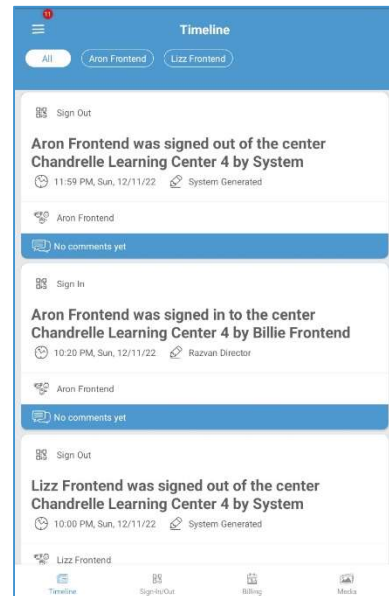 11
Timeline
All Aron Frontend Lizz Frontend
Sign Out
Aron Frontend was signed out of the center
Chandrelle Learning Center 4 by System
11:59 PM, Sun, 12/11/22 System Generated
Aron Frontend
No comments yet
Sign In
Aron Frontend was signed in to the center
Chandrelle Learning Center 4 by Billie Frontend
10:20 PM, Sun, 12/11/22 Razvan Director
Aron Frontend
No comments yet
Sign Out
Lizz Frontend was signed out of the center
Chandrelle Learning Center 4 by System
10:00 PM, Sun, 12/11/22 System Generated
Lizz Frontend
Timeline Sign-In/Out Billing Media